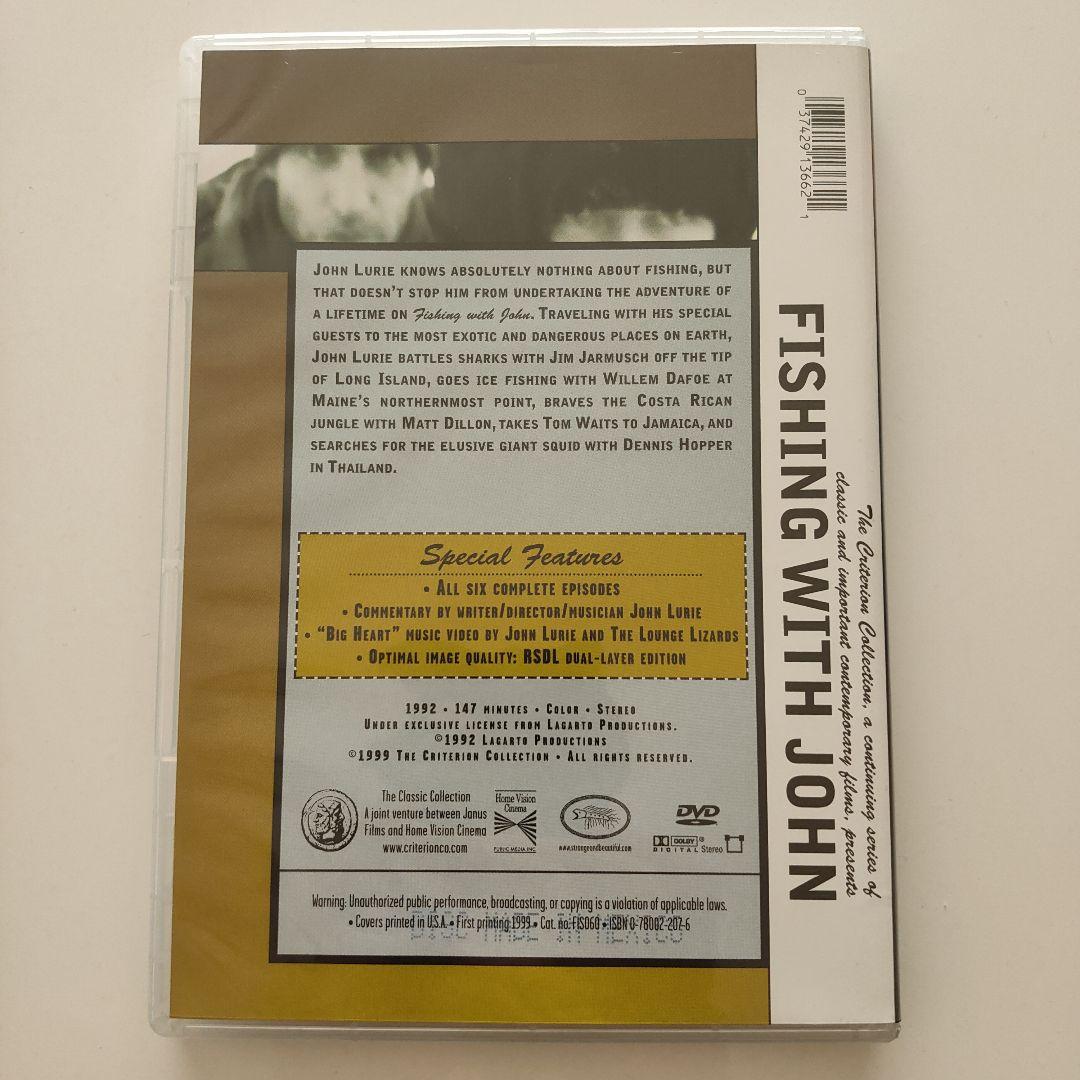 JOHN LURIE KNOWS ABSOLUTELY NOTHING ABOUT FISHING, BUT
THAT DOESN'T STOP HIM FROM UNDERTAKING THE ADVENTURE OF
A LIFETIME ON Fishing with John. TRAVELING WITH HIS SPECIAL
GUESTS TO THE MOST EXOTIC AND DANGEROUS PLACES ON EARTH,
JOHN LURIE BATTLES SHARKS WITH JIM JARMUSCH OFF THE TIP
OF LONG ISLAND, GOES ICE FISHING WITH WILLEM DAFOE AT
MAINE'S NORTHERNMOST POINT, BRAVES THE COSTA RICAN
JUNGLE WITH MATT DILLON, TAKES TOM WAITS TO JAMAICA, AND
SEARCHES FOR THE ELUSIVE GIANT SQUID WITH DENNIS HOPPER
IN THAILAND.
Special Features
• ALL SIX COMPLETE EPISODES
• COMMENTARY BY WRITER/DIRECTOR/MUSICIAN JOHN LURIE
• "BIG HEART" MUSIC VIDEO BY JOHN LURIE AND THE LOUNGE LIZARDS
• OPTIMAL IMAGE QUALITY: RSDL DUAL-LAYER EDITION
1992 • 147 MINUTES • COLOR • STEREO
UNDER EXCLUSIVE LICENSE FROM LAGARTO PRODUCTIONS.
©1992 LAGARTO PRODUCTIONS
©1999 THE CRITERION COLLECTION • ALL RIGHTS RESERVED.
The Classic Collection
A joint venture between Janus
Films and Home Vision Cinema
www.criterionco.com
Home Vision
Cinema
PUBLIC MEDIA INC.
www.strongandbeautiful.com
DVD
DOLBY®
DIGITAL Stereo
Warning: Unauthorized public performance, broadcasting, or copying is a violation of applicable laws.
• Covers printed in U.S.A. • First printing 1999 • Cat. no. FIS060 • ISBN 0-78002-207-6
DISC MADE IN MEXICO
0 37429 13662 1
The Criterion Collection, a continuing series of
classic and important contemporary films, presents
FISHING WITH JOHN